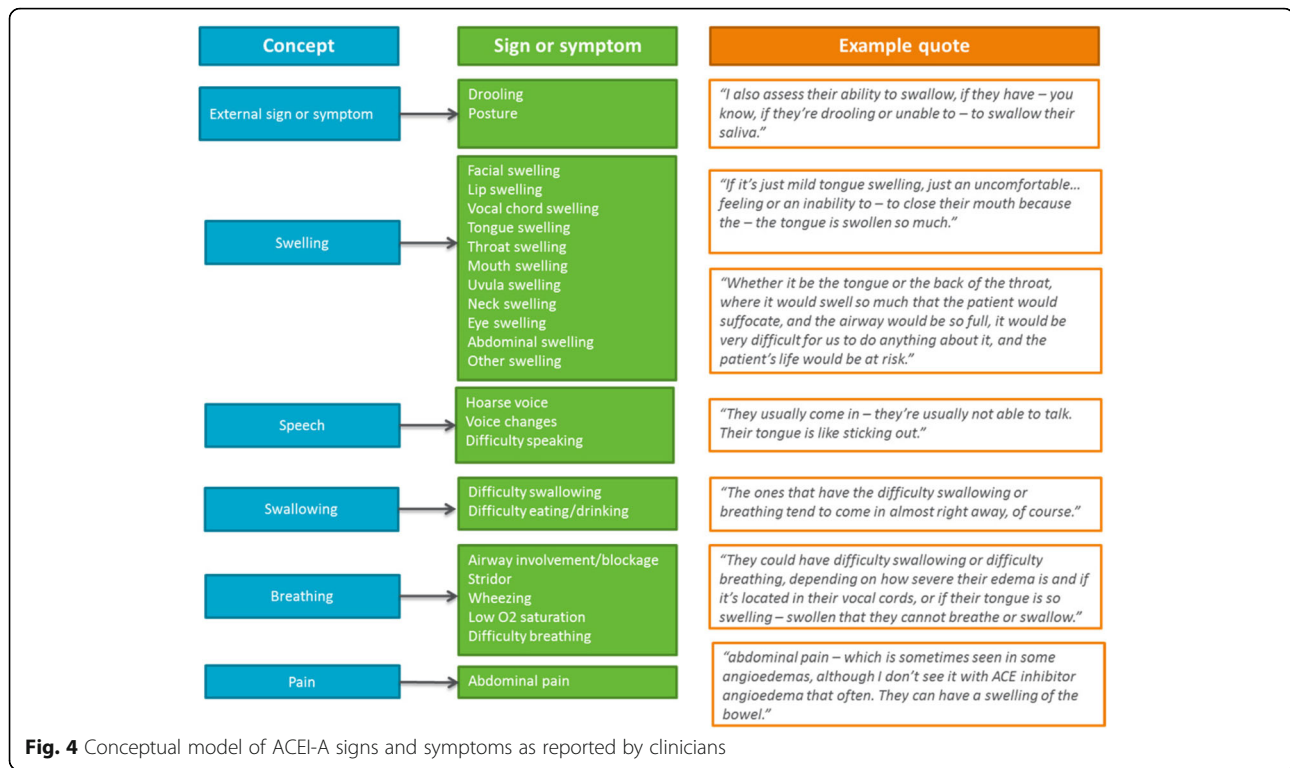 Concept
Sign or symptom
Example quote
External sign or symptom
Drooling
Posture
“I also assess their ability to swallow, if they have – you
know, if they’re drooling or unable to – to swallow their
saliva.”
Swelling
Facial swelling
Lip swelling
Vocal chord swelling
Tongue swelling
Throat swelling
Mouth swelling
Uvula swelling
Neck swelling
Eye swelling
Abdominal swelling
Other swelling
“If it’s just mild tongue swelling, just an uncomfortable…
feeling or an inability to – to close their mouth because
the – the tongue is swollen so much.”
“Whether it be the tongue or the back of the throat,
where it would swell so much that the patient would
suffocate, and the airway would be so full, it would be
very difficult for us to do anything about it, and the
patient’s life would be at risk.”
Speech
Hoarse voice
Voice changes
Difficulty speaking
“They usually come in – they’re usually not able to talk.
Their tongue is like sticking out.”
Swallowing
Difficulty swallowing
Difficulty eating/drinking
“The ones that have the difficulty swallowing or
breathing tend to come in almost right away, of course.”
Breathing
Airway involvement/blockage
Stridor
Wheezing
Low O2 saturation
Difficulty breathing
“They could have difficulty swallowing or difficulty
breathing, depending on how severe their edema is and if
it’s located in their vocal cords, or if their tongue is so
swelling – swollen that they cannot breathe or swallow.”
Pain
Abdominal pain
“abdominal pain – which is sometimes seen in some
angioedemas, although I don’t see it with ACE inhibitor
angioedema that often. They can have a swelling of the
bowel.”
Fig. 4 Conceptual model of ACEI-A signs and symptoms as reported by clinicians